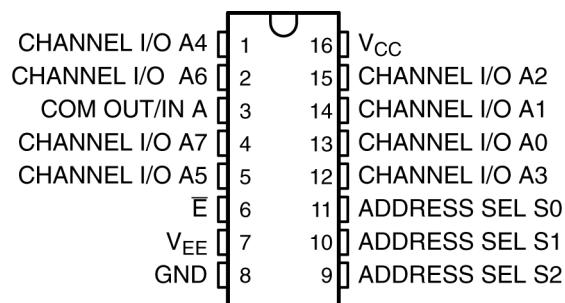 CHANNEL I/O A4 1 16 VCC
CHANNEL I/O A6 2 15 CHANNEL I/O A2
COM OUT/IN A 3 14 CHANNEL I/O A1
CHANNEL I/O A7 4 13 CHANNEL I/O A0
CHANNEL I/O A5 5 12 CHANNEL I/O A3
E̅ 6 11 ADDRESS SEL S0
VEE 7 10 ADDRESS SEL S1
GND 8 9 ADDRESS SEL S2